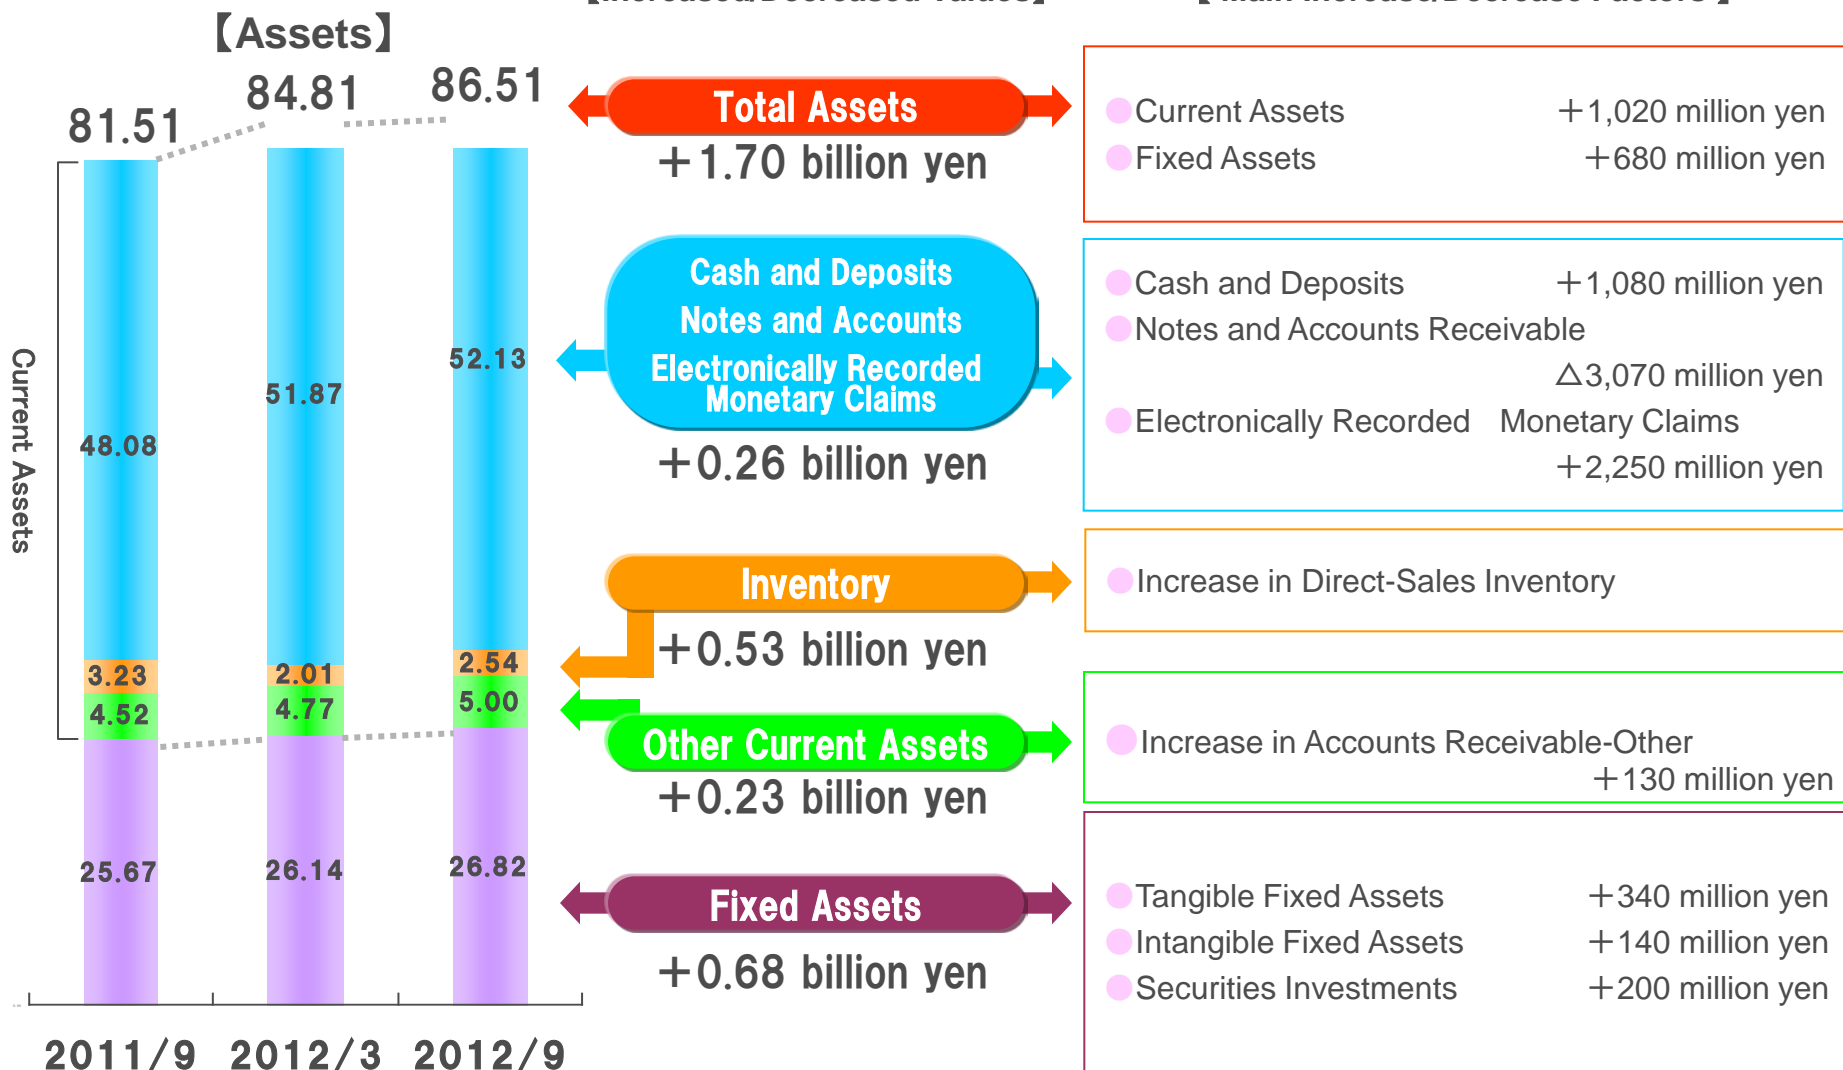 【Increased/Decreased Values】
【 Main Increase/Decrease Factors 】
【Assets】
81.51
84.81
86.51
Current Assets
48.08
51.87
52.13
3.23
2.01
2.54
4.52
4.77
5.00
25.67
26.14
26.82
2011/9
2012/3
2012/9
Total Assets
+1.70 billion yen
Current Assets +1,020 million yen
Fixed Assets +680 million yen
Cash and Deposits
Notes and Accounts
Electronically Recorded
Monetary Claims
+0.26 billion yen
Cash and Deposits +1,080 million yen
Notes and Accounts Receivable
△3,070 million yen
Electronically Recorded Monetary Claims
+2,250 million yen
Inventory
+0.53 billion yen
Increase in Direct-Sales Inventory
Other Current Assets
+0.23 billion yen
Increase in Accounts Receivable-Other
+130 million yen
Fixed Assets
+0.68 billion yen
Tangible Fixed Assets +340 million yen
Intangible Fixed Assets +140 million yen
Securities Investments +200 million yen